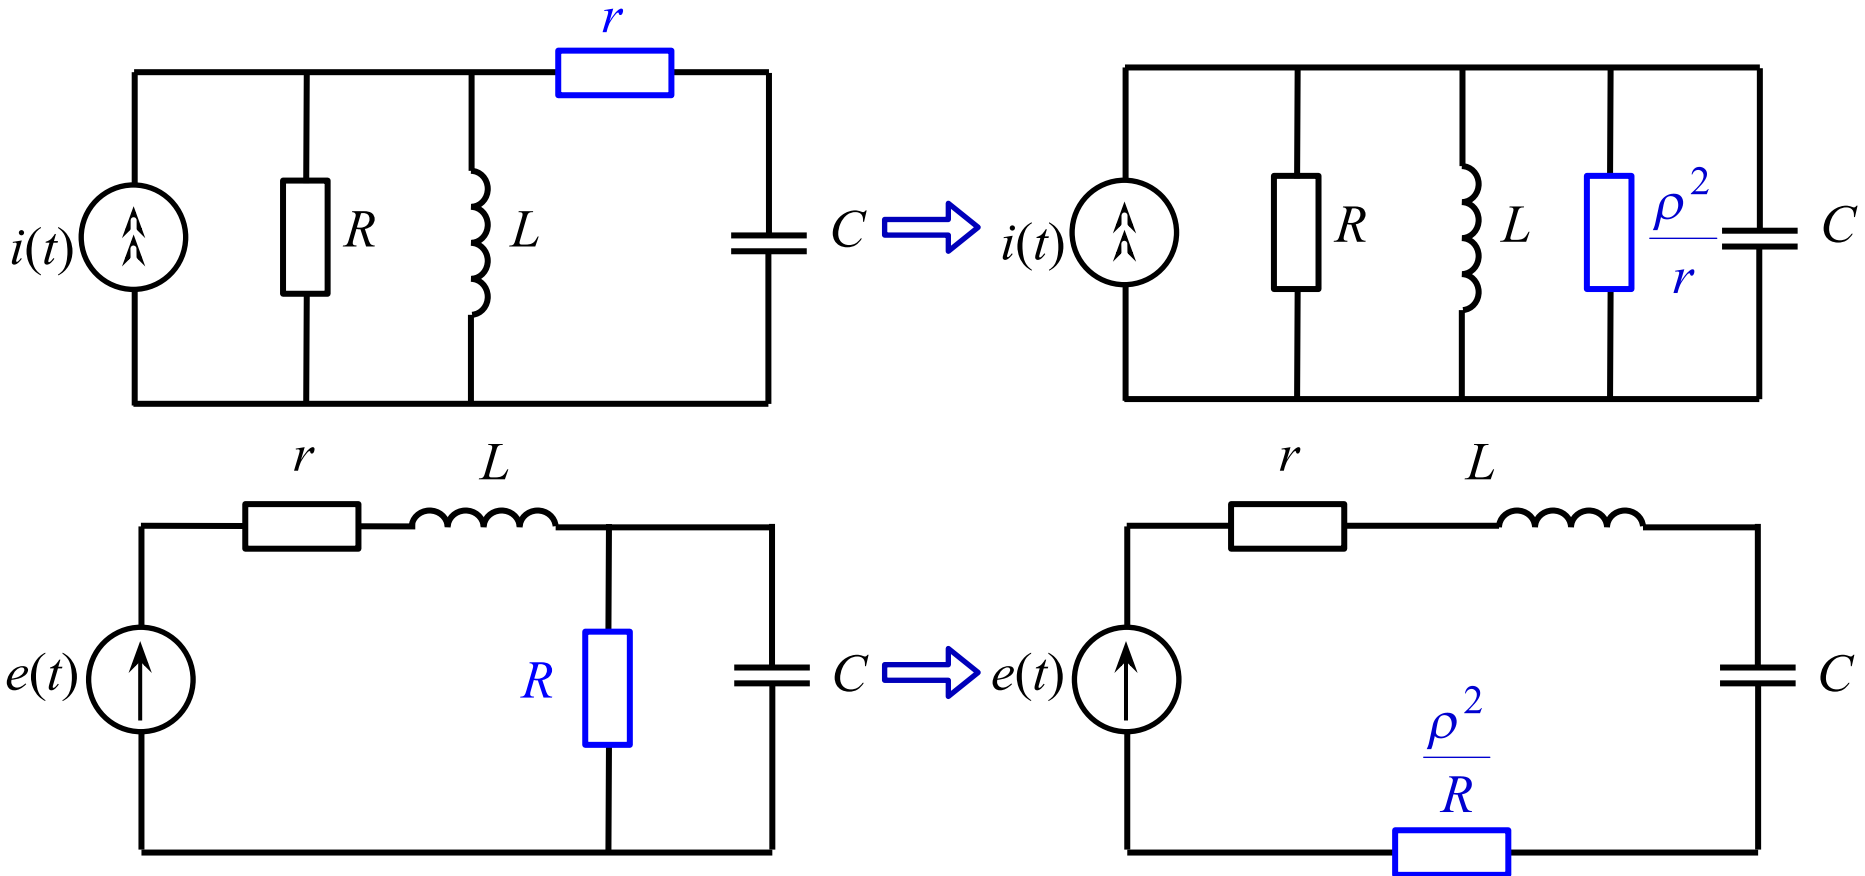 r
i(t) R L C
i(t) R L ρ²/r C
r L
e(t) R C
r L
e(t) C
ρ²/R